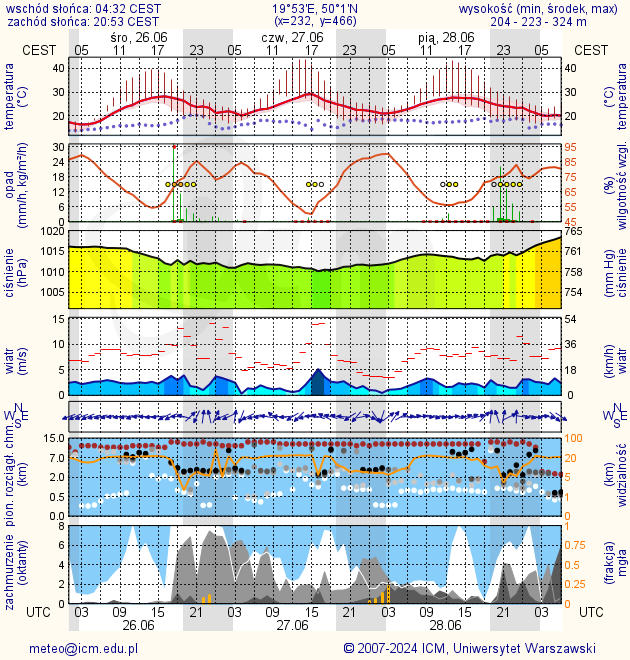 wschód słońca: 04:32 CEST 19°53'E, 50°1'N wysokość (min, środek, max)
zachód słońca: 20:53 CEST (x=232, y=466) 204 - 223 - 324 m
śro, 26.06 czw, 27.06 pią, 28.06
CEST 05 11 17 23 05 11 17 23 05 11 17 23 05 CEST
temperatura (°C) 40 30 20 40 30 20 (°C) temperatura
opad (mm/h, kg/m²/h) 30 24 18 12 6 0 95 85 75 65 55 45 (%) wilgotność wzgl.
ciśnienie (hPa) 1020 1015 1010 1005 765 761 758 754 (mm Hg) ciśnienie
wiatr (m/s) 15 10 5 0 54 36 18 0 (km/h) wiatr
N W E S N W E S
pion. rozciągł. chm. (km) 15.0 7.0 2.0 0.5 0.0 100 20 5 1 0 (km) widzialność
zachmurzenie (oktanty) 8 6 4 2 0 1 0.75 0.5 0.25 0 (frakcja) mgła
UTC 03 09 15 21 03 09 15 21 03 09 15 21 03 UTC
26.06 27.06 28.06
meteo@icm.edu.pl © 2007-2024 ICM, Uniwersytet Warszawski